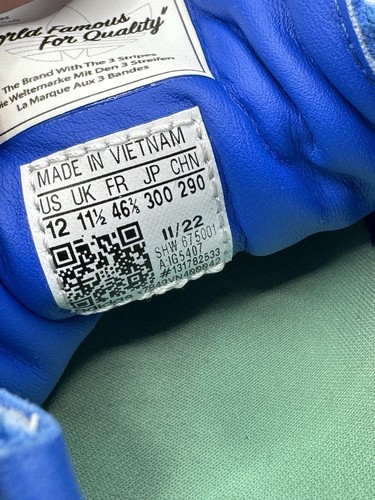 World Famous
For Quality"
The Brand With The 3 Stripes
Die Weltmarke Mit Den 3 Streifen
La Marque Aux 3 Bandes
MADE IN VIETNAM
US UK FR JP CHN
12 11½ 46⅔ 300 290
11/22
SHW 675001
#131782533